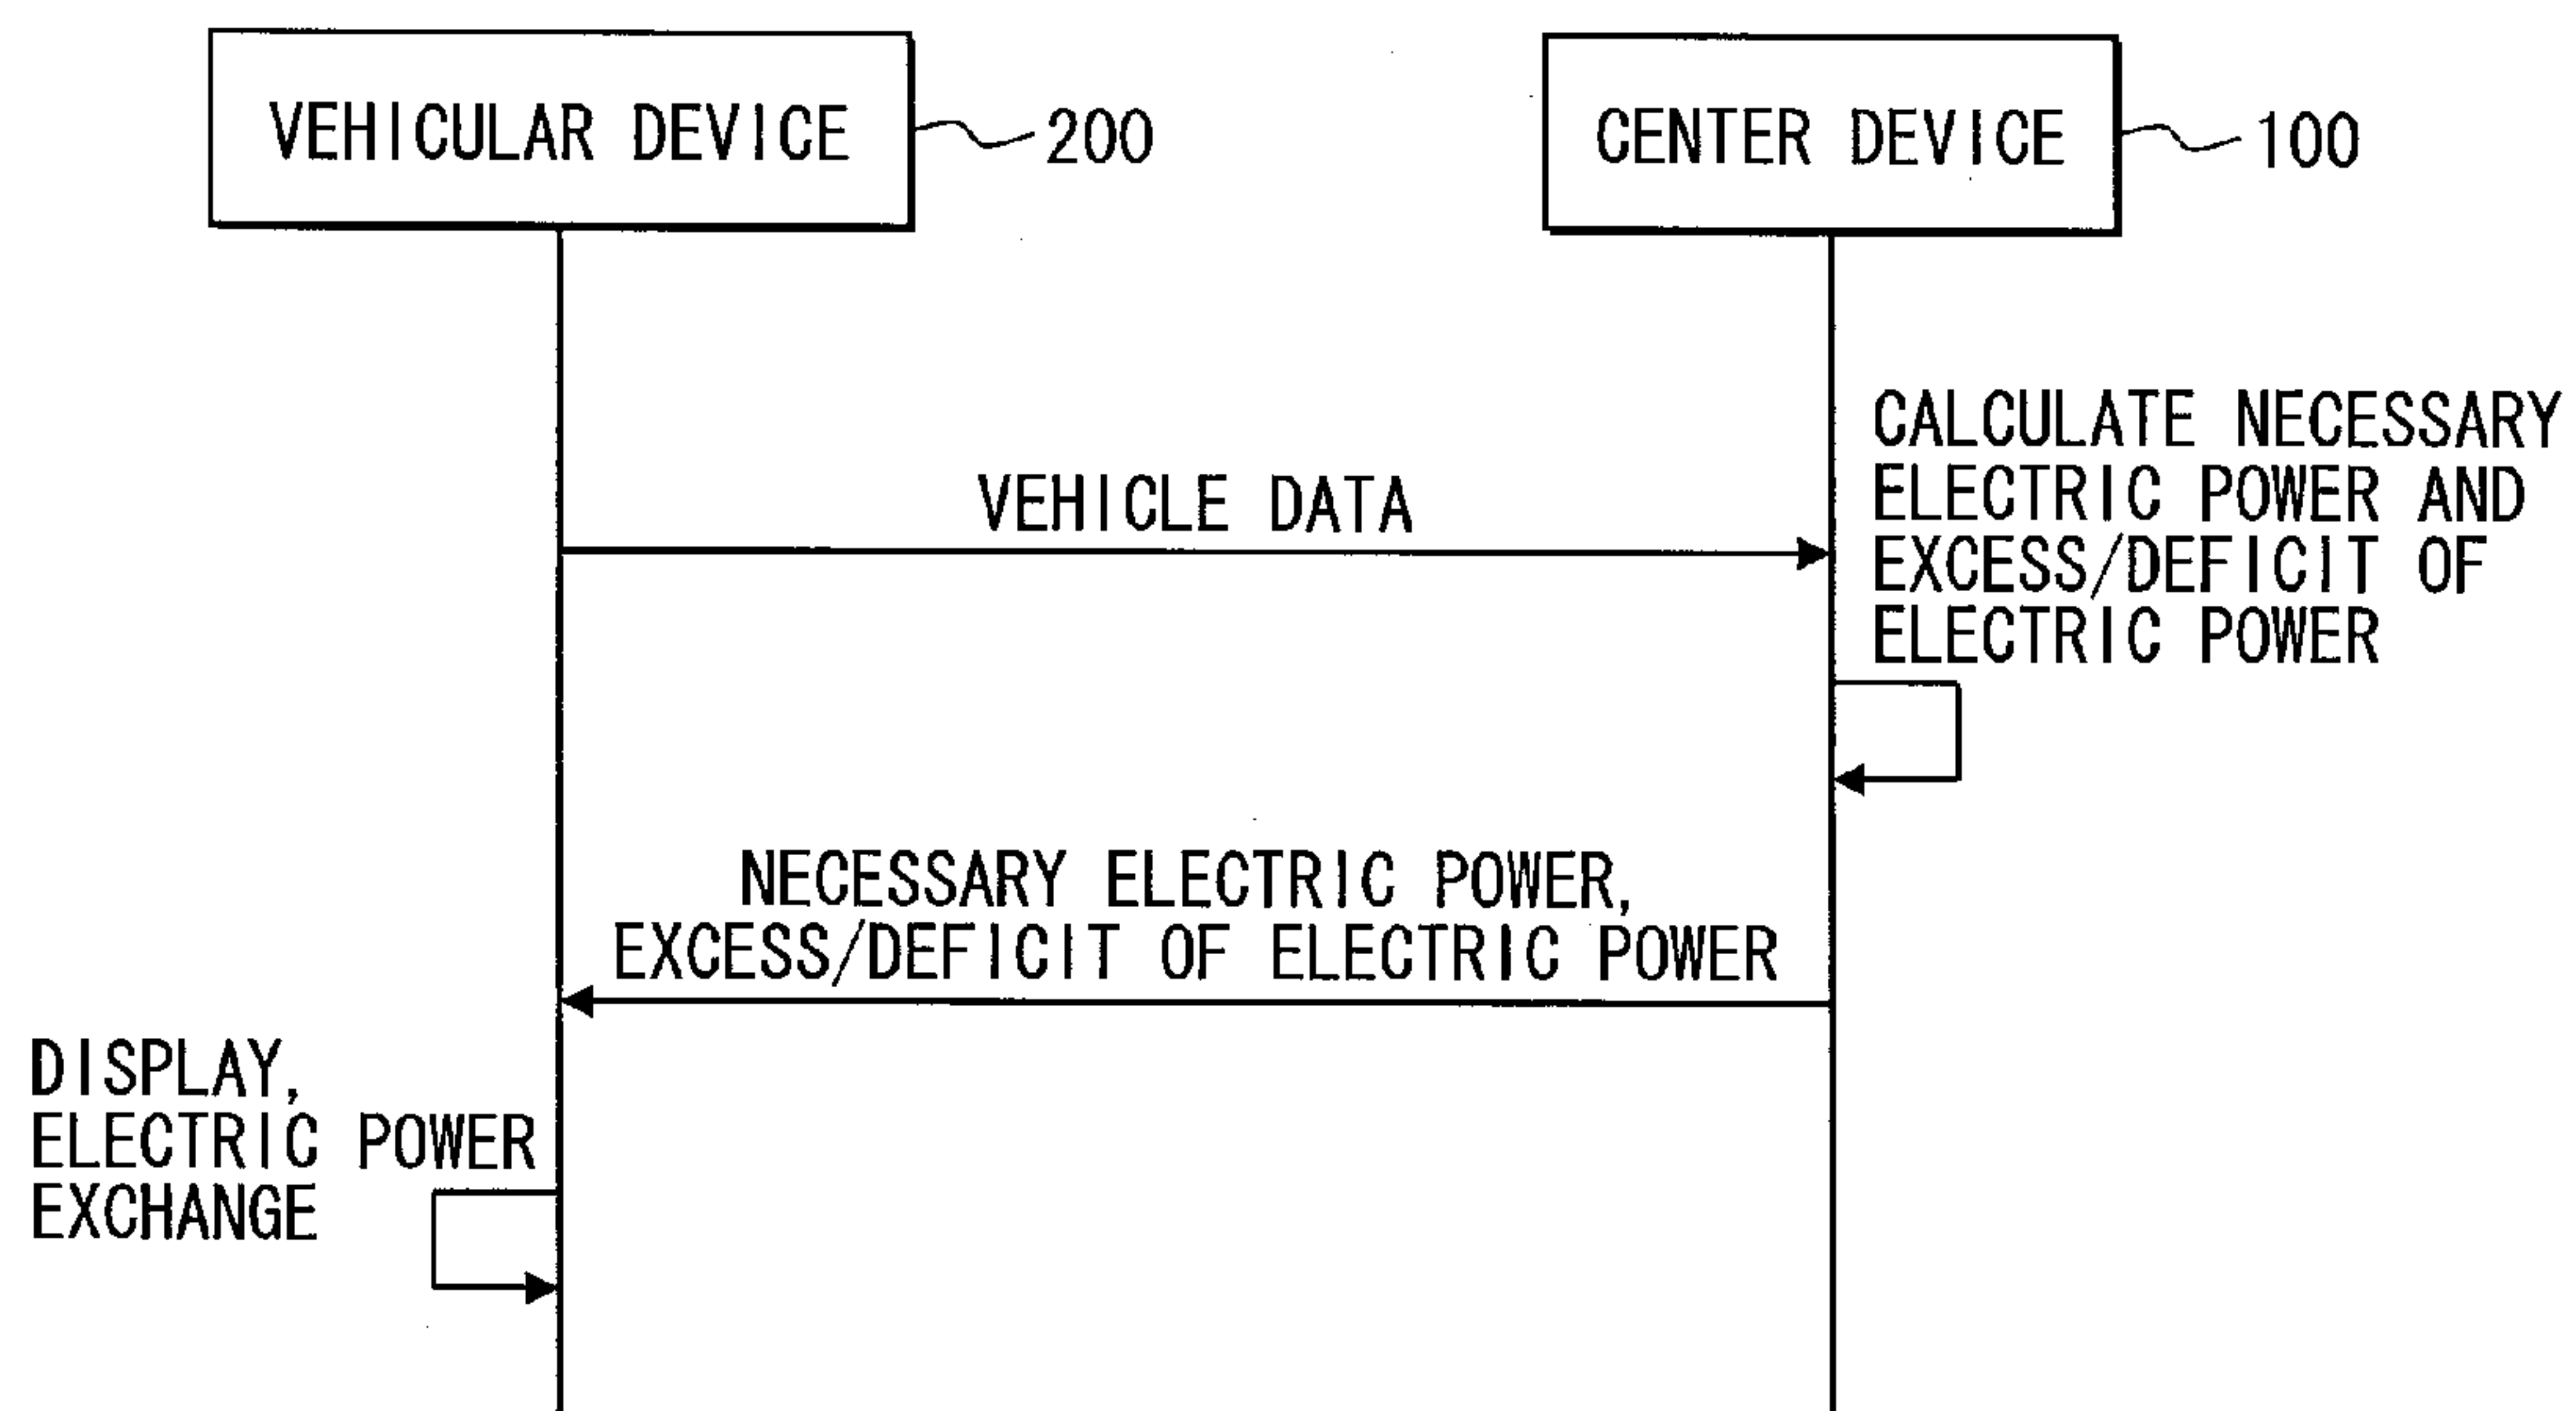 VEHICULAR DEVICE
200
CENTER DEVICE
100
CALCULATE NECESSARY
ELECTRIC POWER AND
EXCESS/DEFICIT OF
ELECTRIC POWER
VEHICLE DATA
NECESSARY ELECTRIC POWER,
EXCESS/DEFICIT OF ELECTRIC POWER
DISPLAY,
ELECTRIC POWER
EXCHANGE